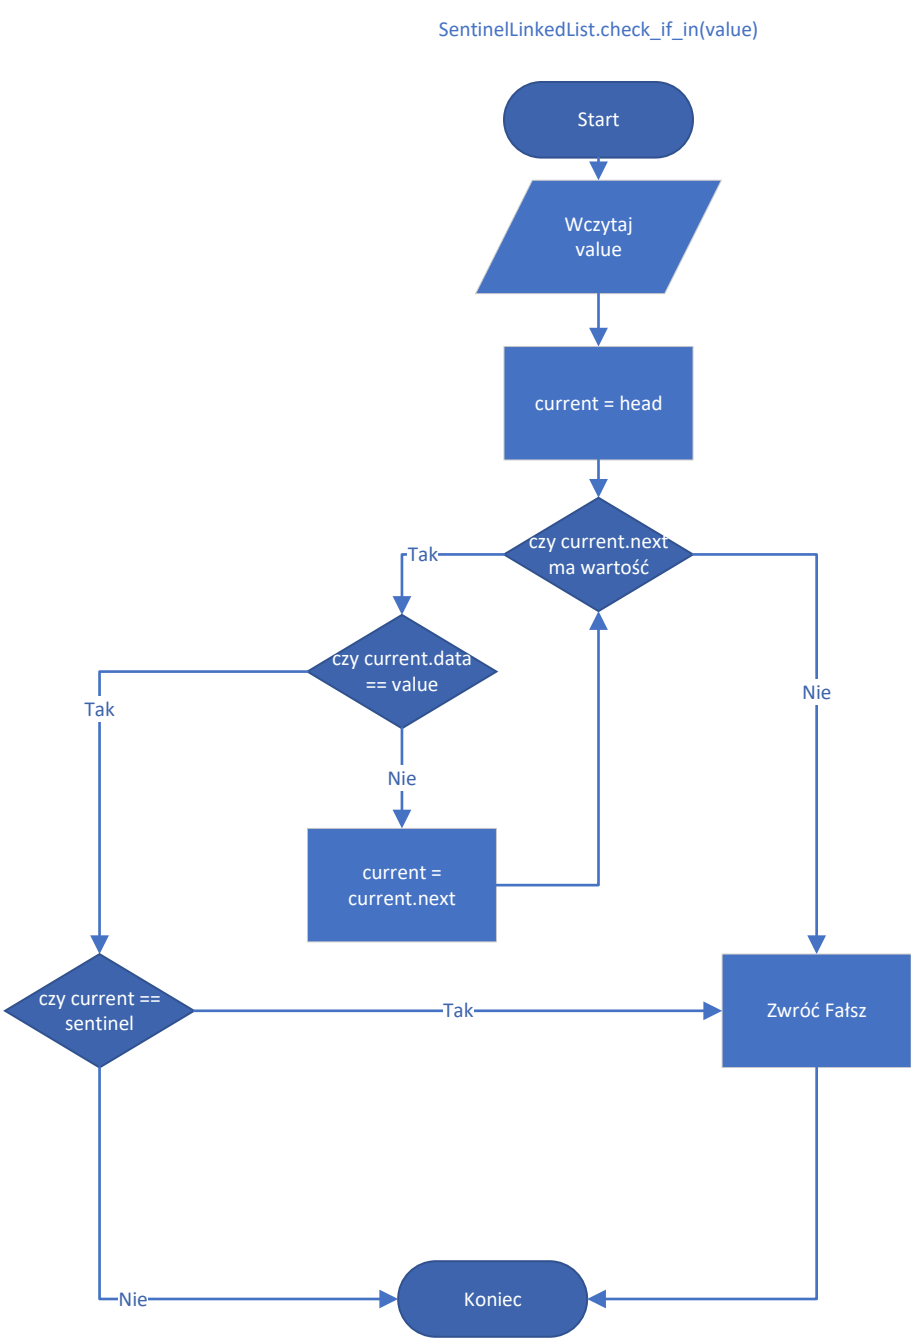 SentinelLinkedList.check_if_in(value)
Start
Wczytaj
value
current = head
czy current.next
ma wartość
Tak
czy current.data
== value
Nie
Tak
Nie
current =
current.next
czy current ==
sentinel
Tak
Zwróć Fałsz
Nie
Koniec